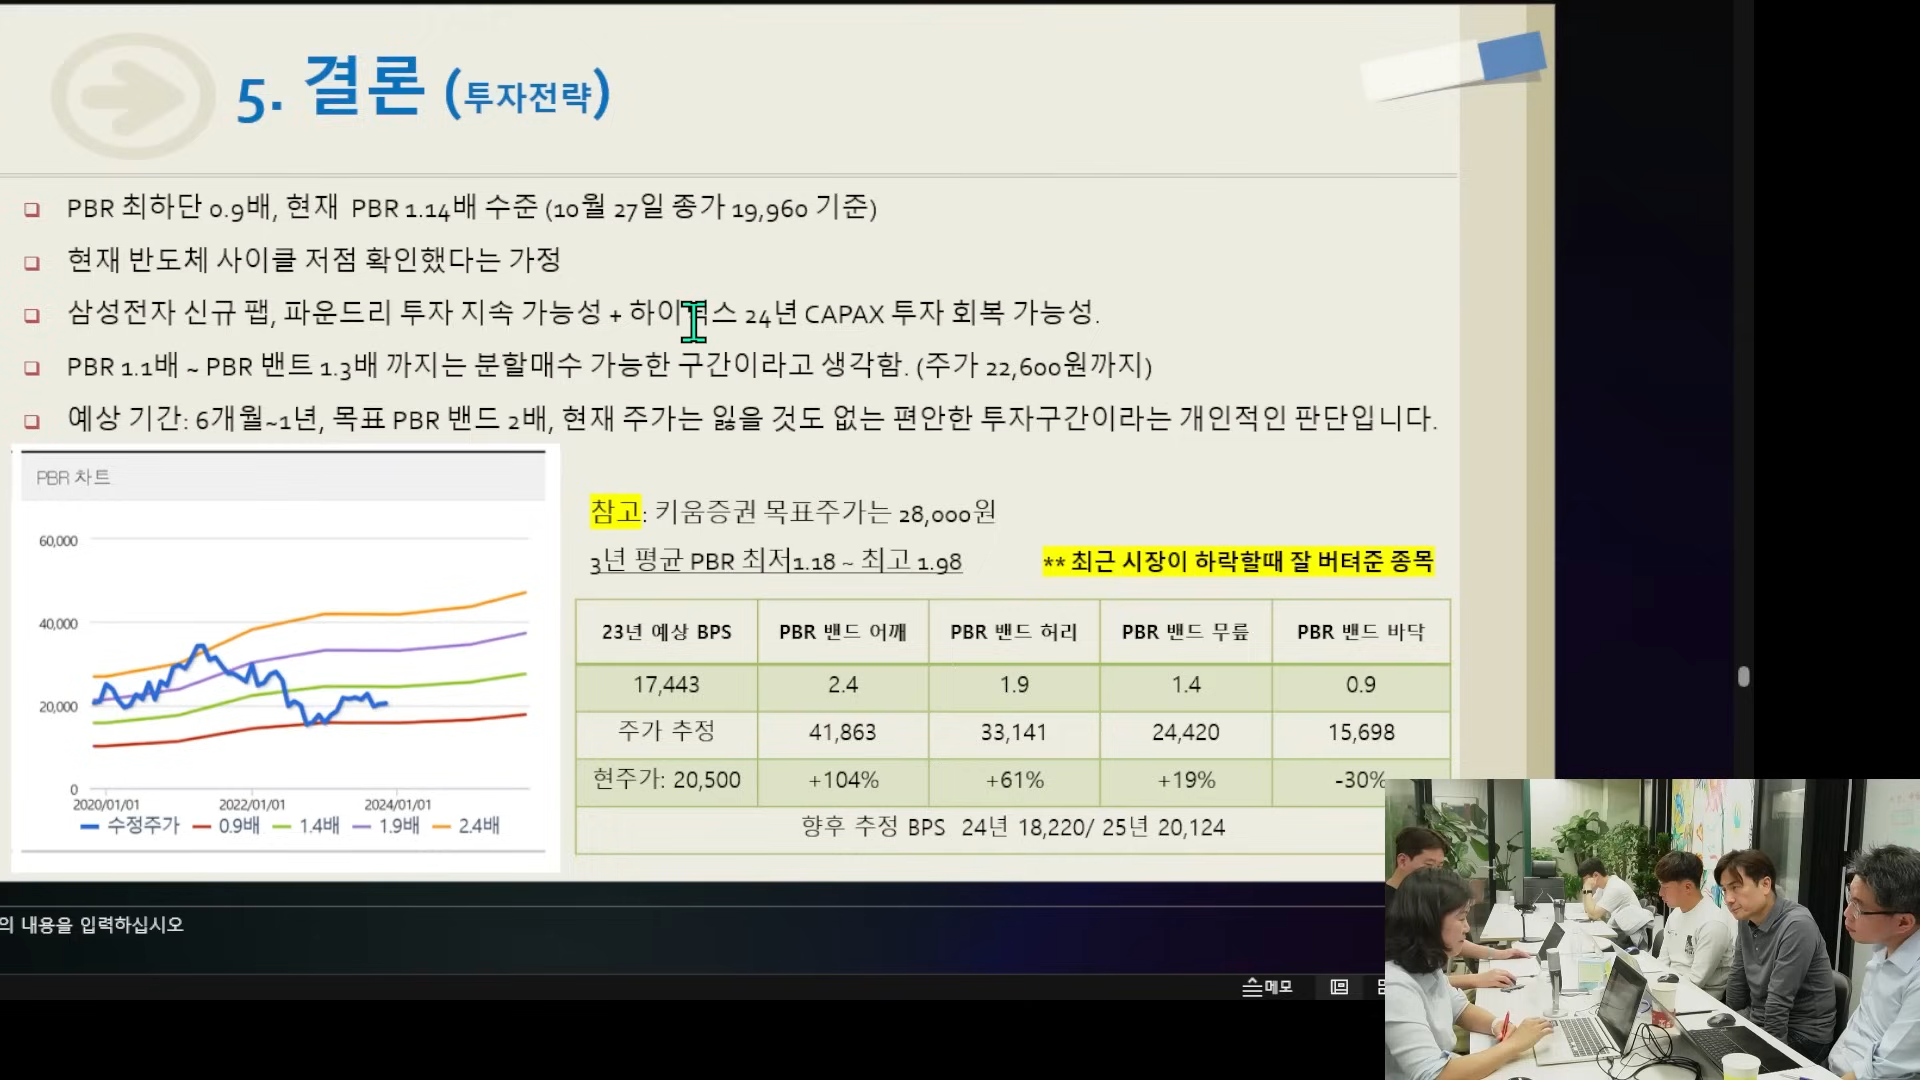 5. 결론 (투자전략)
PBR 최하단 0.9배, 현재 PBR 1.14배 수준 (10월 27일 종가 19,960 기준)
현재 반도체 사이클 저점 확인했다는 가정
삼성전자 신규 팹, 파운드리 투자 지속 가능성 + 하이닉스 24년 CAPAX 투자 회복 가능성.
PBR 1.1배 ~ PBR 밴트 1.3배 까지는 분할매수 가능한 구간이라고 생각함. (주가 22,600원까지)
예상 기간: 6개월~1년, 목표 PBR 밴드 2배, 현재 주가는 잃을 것도 없는 편안한 투자구간이라는 개인적인 판단입니다.
PBR 차트
60,000
40,000
20,000
0
2020/01/01 2022/01/01 2024/01/01
수정주가 0.9배 1.4배 1.9배 2.4배
참고: 키움증권 목표주가는 28,000원
3년 평균 PBR 최저1.18 ~ 최고 1.98
** 최근 시장이 하락할때 잘 버텨준 종목
23년 예상 BPS PBR 밴드 어깨 PBR 밴드 허리 PBR 밴드 무릎 PBR 밴드 바닥
17,443 2.4 1.9 1.4 0.9
주가 추정 41,863 33,141 24,420 15,698
현주가: 20,500 +104% +61% +19% -30%
향후 추정 BPS 24년 18,220/ 25년 20,124
의 내용을 입력하십시오
메모